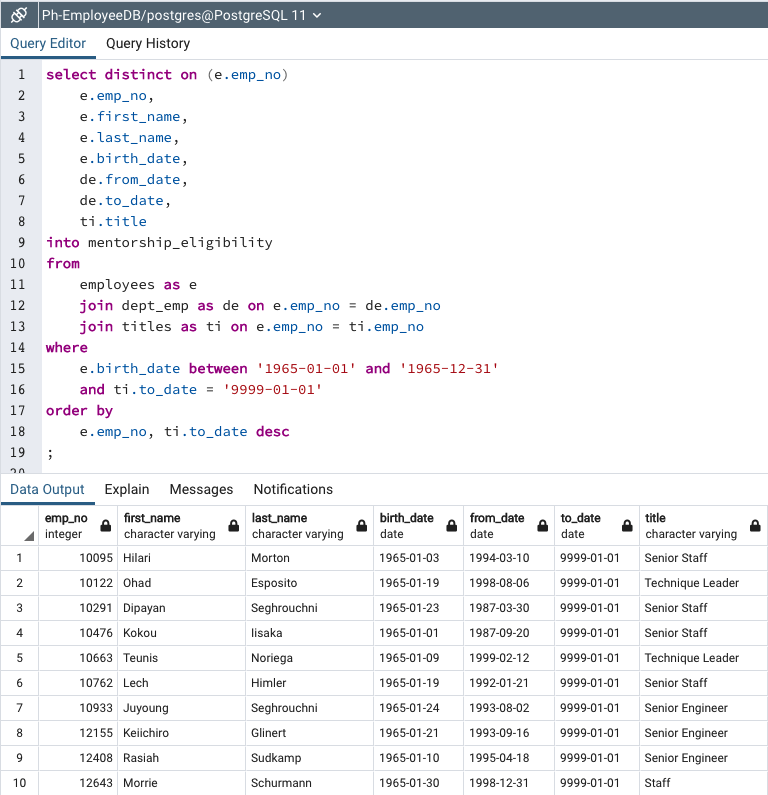 Ph-EmployeeDB/postgres@PostgreSQL 11
Query Editor Query History
1 select distinct on (e.emp_no)
2 e.emp_no,
3 e.first_name,
4 e.last_name,
5 e.birth_date,
6 de.from_date,
7 de.to_date,
8 ti.title
9 into mentorship_eligibility
10 from
11 employees as e
12 join dept_emp as de on e.emp_no = de.emp_no
13 join titles as ti on e.emp_no = ti.emp_no
14 where
15 e.birth_date between '1965-01-01' and '1965-12-31'
16 and ti.to_date = '9999-01-01'
17 order by
18 e.emp_no, ti.to_date desc
19 ;
20
Data Output Explain Messages Notifications
emp_no first_name last_name birth_date from_date to_date title
integer character varying character varying date date date character varying
1 10095 Hilari Morton 1965-01-03 1994-03-10 9999-01-01 Senior Staff
2 10122 Ohad Esposito 1965-01-19 1998-08-06 9999-01-01 Technique Leader
3 10291 Dipayan Seghrouchni 1965-01-23 1987-03-30 9999-01-01 Senior Staff
4 10476 Kokou Iisaka 1965-01-01 1987-09-20 9999-01-01 Senior Staff
5 10663 Teunis Noriega 1965-01-09 1999-02-12 9999-01-01 Technique Leader
6 10762 Lech Himler 1965-01-19 1992-01-21 9999-01-01 Senior Staff
7 10933 Juyoung Seghrouchni 1965-01-24 1993-08-02 9999-01-01 Senior Engineer
8 12155 Keiichiro Glinert 1965-01-21 1993-09-16 9999-01-01 Senior Engineer
9 12408 Rasiah Sudkamp 1965-01-10 1995-04-18 9999-01-01 Senior Engineer
10 12643 Morrie Schurmann 1965-01-30 1998-12-31 9999-01-01 Staff